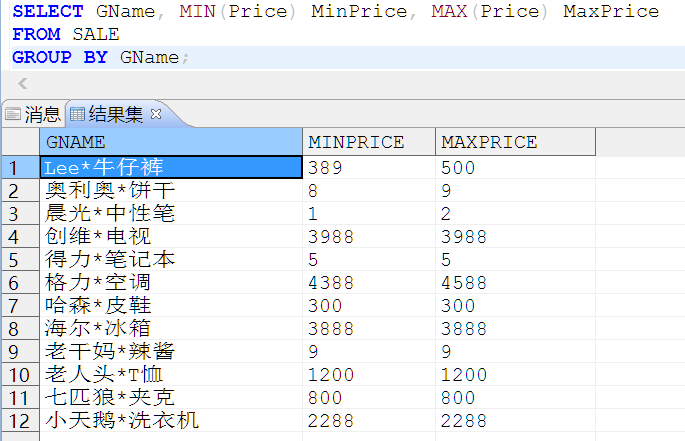 SELECT GName, MIN(Price) MinPrice, MAX(Price) MaxPrice
FROM SALE
GROUP BY GName;
消息 结果集
GNAME MINPRICE MAXPRICE
1 Lee*牛仔裤 389 500
2 奥利奥*饼干 8 9
3 晨光*中性笔 1 2
4 创维*电视 3988 3988
5 得力*笔记本 5 5
6 格力*空调 4388 4588
7 哈森*皮鞋 300 300
8 海尔*冰箱 3888 3888
9 老干妈*辣酱 9 9
10 老人头*T恤 1200 1200
11 七匹狼*夹克 800 800
12 小天鹅*洗衣机 2288 2288